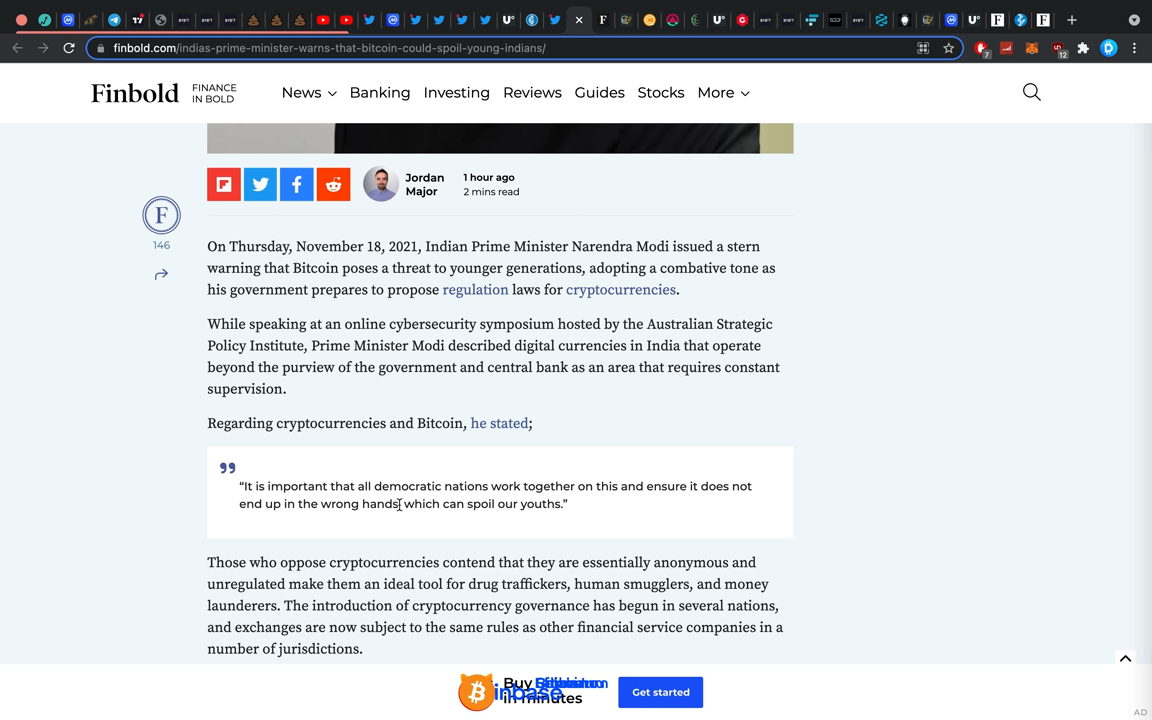 finbold.com/indias-prime-minister-warns-that-bitcoin-could-spoil-young-indians/
7
12
Finbold
FINANCE
IN BOLD
News
Banking
Investing
Reviews
Guides
Stocks
More
Jordan
Major
1 hour ago
2 mins read
F
146
On Thursday, November 18, 2021, Indian Prime Minister Narendra Modi issued a stern
warning that Bitcoin poses a threat to younger generations, adopting a combative tone as
his government prepares to propose regulation laws for cryptocurrencies.
While speaking at an online cybersecurity symposium hosted by the Australian Strategic
Policy Institute, Prime Minister Modi described digital currencies in India that operate
beyond the purview of the government and central bank as an area that requires constant
supervision.
Regarding cryptocurrencies and Bitcoin, he stated;
“It is important that all democratic nations work together on this and ensure it does not
end up in the wrong hands, which can spoil our youths.”
Those who oppose cryptocurrencies contend that they are essentially anonymous and
unregulated make them an ideal tool for drug traffickers, human smugglers, and money
launderers. The introduction of cryptocurrency governance has begun in several nations,
and exchanges are now subject to the same rules as other financial service companies in a
number of jurisdictions.
Buy
in minutes
Get started
AD